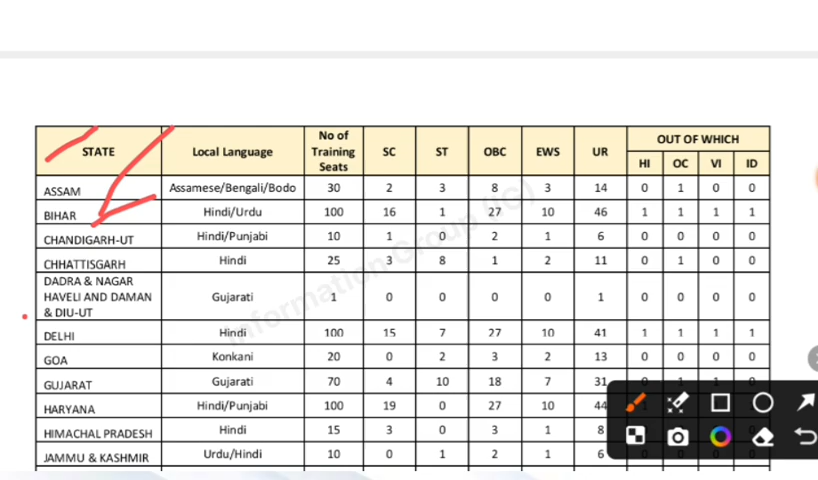 STATE Local Language No of Training Seats SC ST OBC EWS UR OUT OF WHICH
HI OC VI ID
ASSAM Assamese/Bengali/Bodo 30 2 3 8 3 14 0 1 0 0
BIHAR Hindi/Urdu 100 16 1 27 10 46 1 1 1 1
CHANDIGARH-UT Hindi/Punjabi 10 1 0 2 1 6 0 0 0 0
CHHATTISGARH Hindi 25 3 8 1 2 11 0 1 0 0
DADRA & NAGAR
HAVELI AND DAMAN Gujarati 1 0 0 0 0 1 0 0 0 0
& DIU-UT
DELHI Hindi 100 15 7 27 10 41 1 1 1 1
GOA Konkani 20 0 2 3 2 13 0 0 0 0
GUJARAT Gujarati 70 4 10 18 7 31 0 1 1 0
HARYANA Hindi/Punjabi 100 19 0 27 10 44
HIMACHAL PRADESH Hindi 15 3 0 3 1 8
JAMMU & KASHMIR Urdu/Hindi 10 0 1 2 1 6
Information Group (IG)